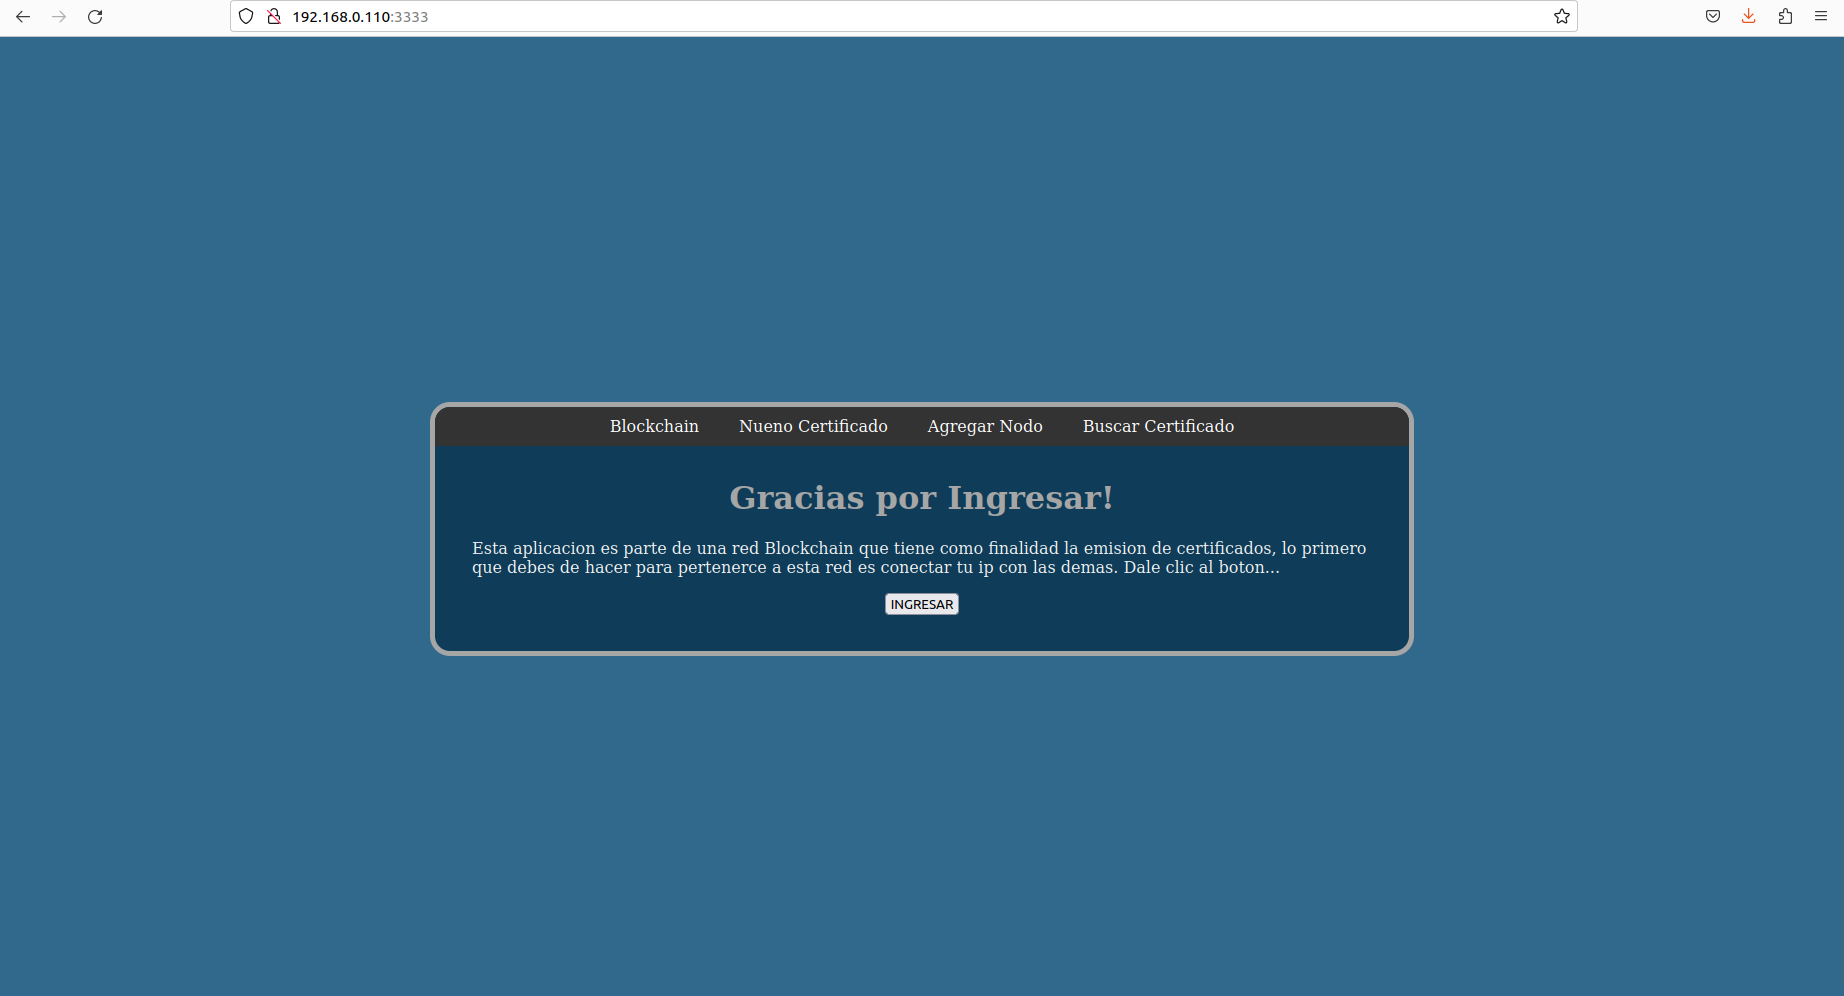 192.168.0.110:3333
Blockchain Nueno Certificado Agregar Nodo Buscar Certificado
Gracias por Ingresar!
Esta aplicacion es parte de una red Blockchain que tiene como finalidad la emision de certificados, lo primero
que debes de hacer para pertenerce a esta red es conectar tu ip con las demas. Dale clic al boton...
INGRESAR